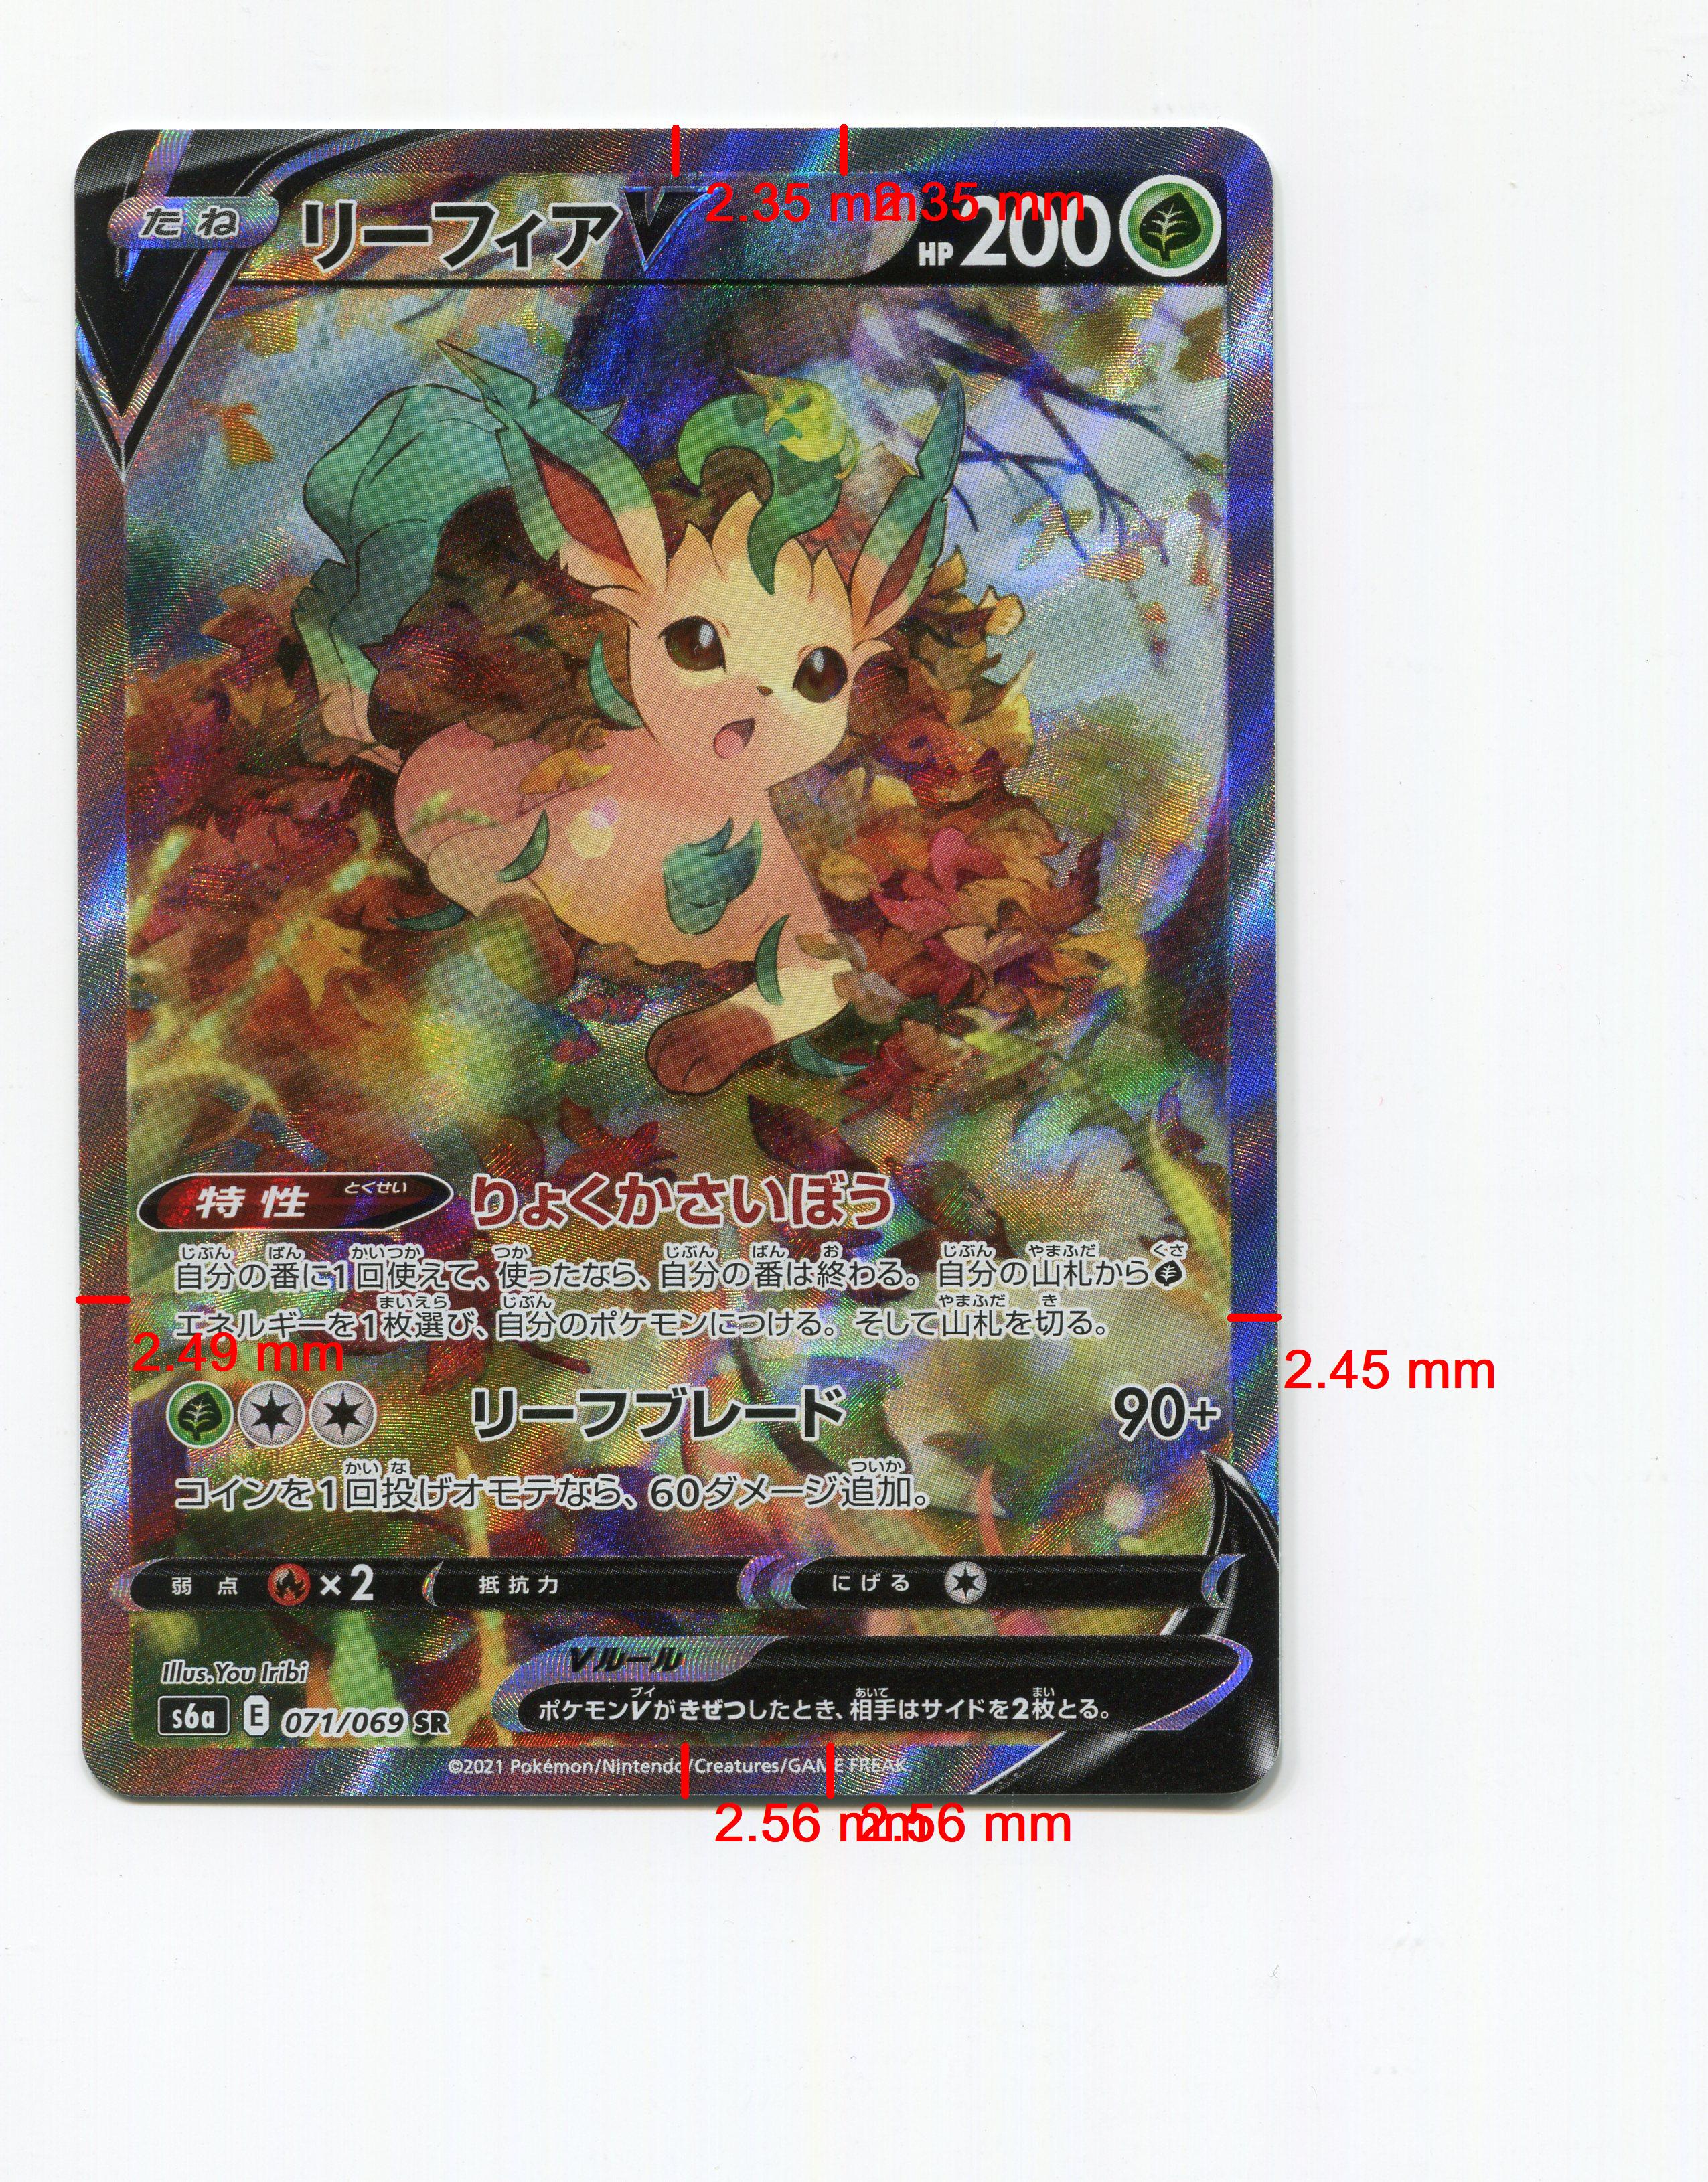 たね リーフィアV HP200
2.35 mm 2.35 mm
特性 とくせい りょくかさいぼう
じぶん ばん かいつか つか じぶん ばん お じぶん やまふだ くさ
自分の番に1回使えて、使ったなら、自分の番は終わる。自分の山札から
まいえら じぶん やまふだ き
エネルギーを1枚選び、自分のポケモンにつける。そして山札を切る。
2.49 mm
2.45 mm
リーフブレード 90+
かい な ついか
コインを1回投げオモテなら、60ダメージ追加。
弱点 ×2 抵抗力 にげる
Vルール
Illus. You Iribi
ブイ あいて まい
ポケモンVがきぜつしたとき、相手はサイドを2枚とる。
s6a E 071/069 SR
©2021 Pokémon/Nintendo/Creatures/GAME FREAK
2.56 mm 2.56 mm